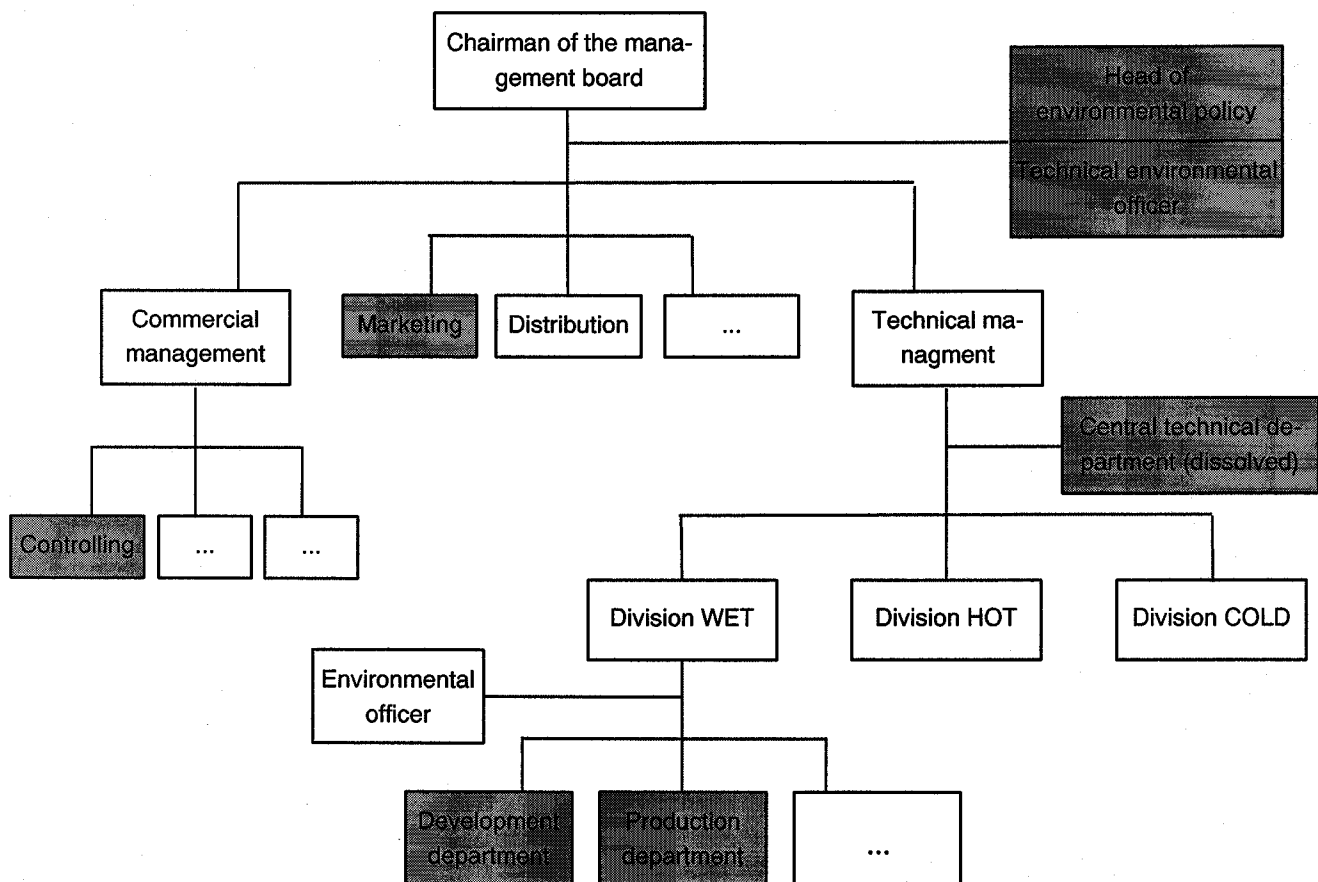 Chairman of the mana-
gement board
Head of
environmental policy
Technical environmental
officer
Commercial
management
Marketing
Distribution
...
Technical ma-
nagment
Central technical de-
partment (dissolved)
Controlling
...
...
Division WET
Division HOT
Division COLD
Environmental
officer
Development
department
Production
department
...